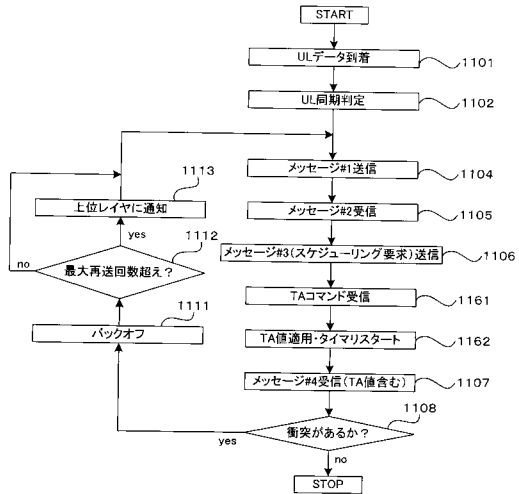 START
ULデータ到着
1101
UL同期判定
1102
メッセージ#1送信
1104
メッセージ#2受信
1105
メッセージ#3(スケジューリング要求)送信
1106
TAコマンド受信
1161
TA値適用・タイマリスタート
1162
メッセージ#4受信(TA値含む)
1107
衝突があるか?
1108
yes
no
STOP
バックオフ
1111
最大再送回数超え?
1112
no
yes
上位レイヤに通知
1113